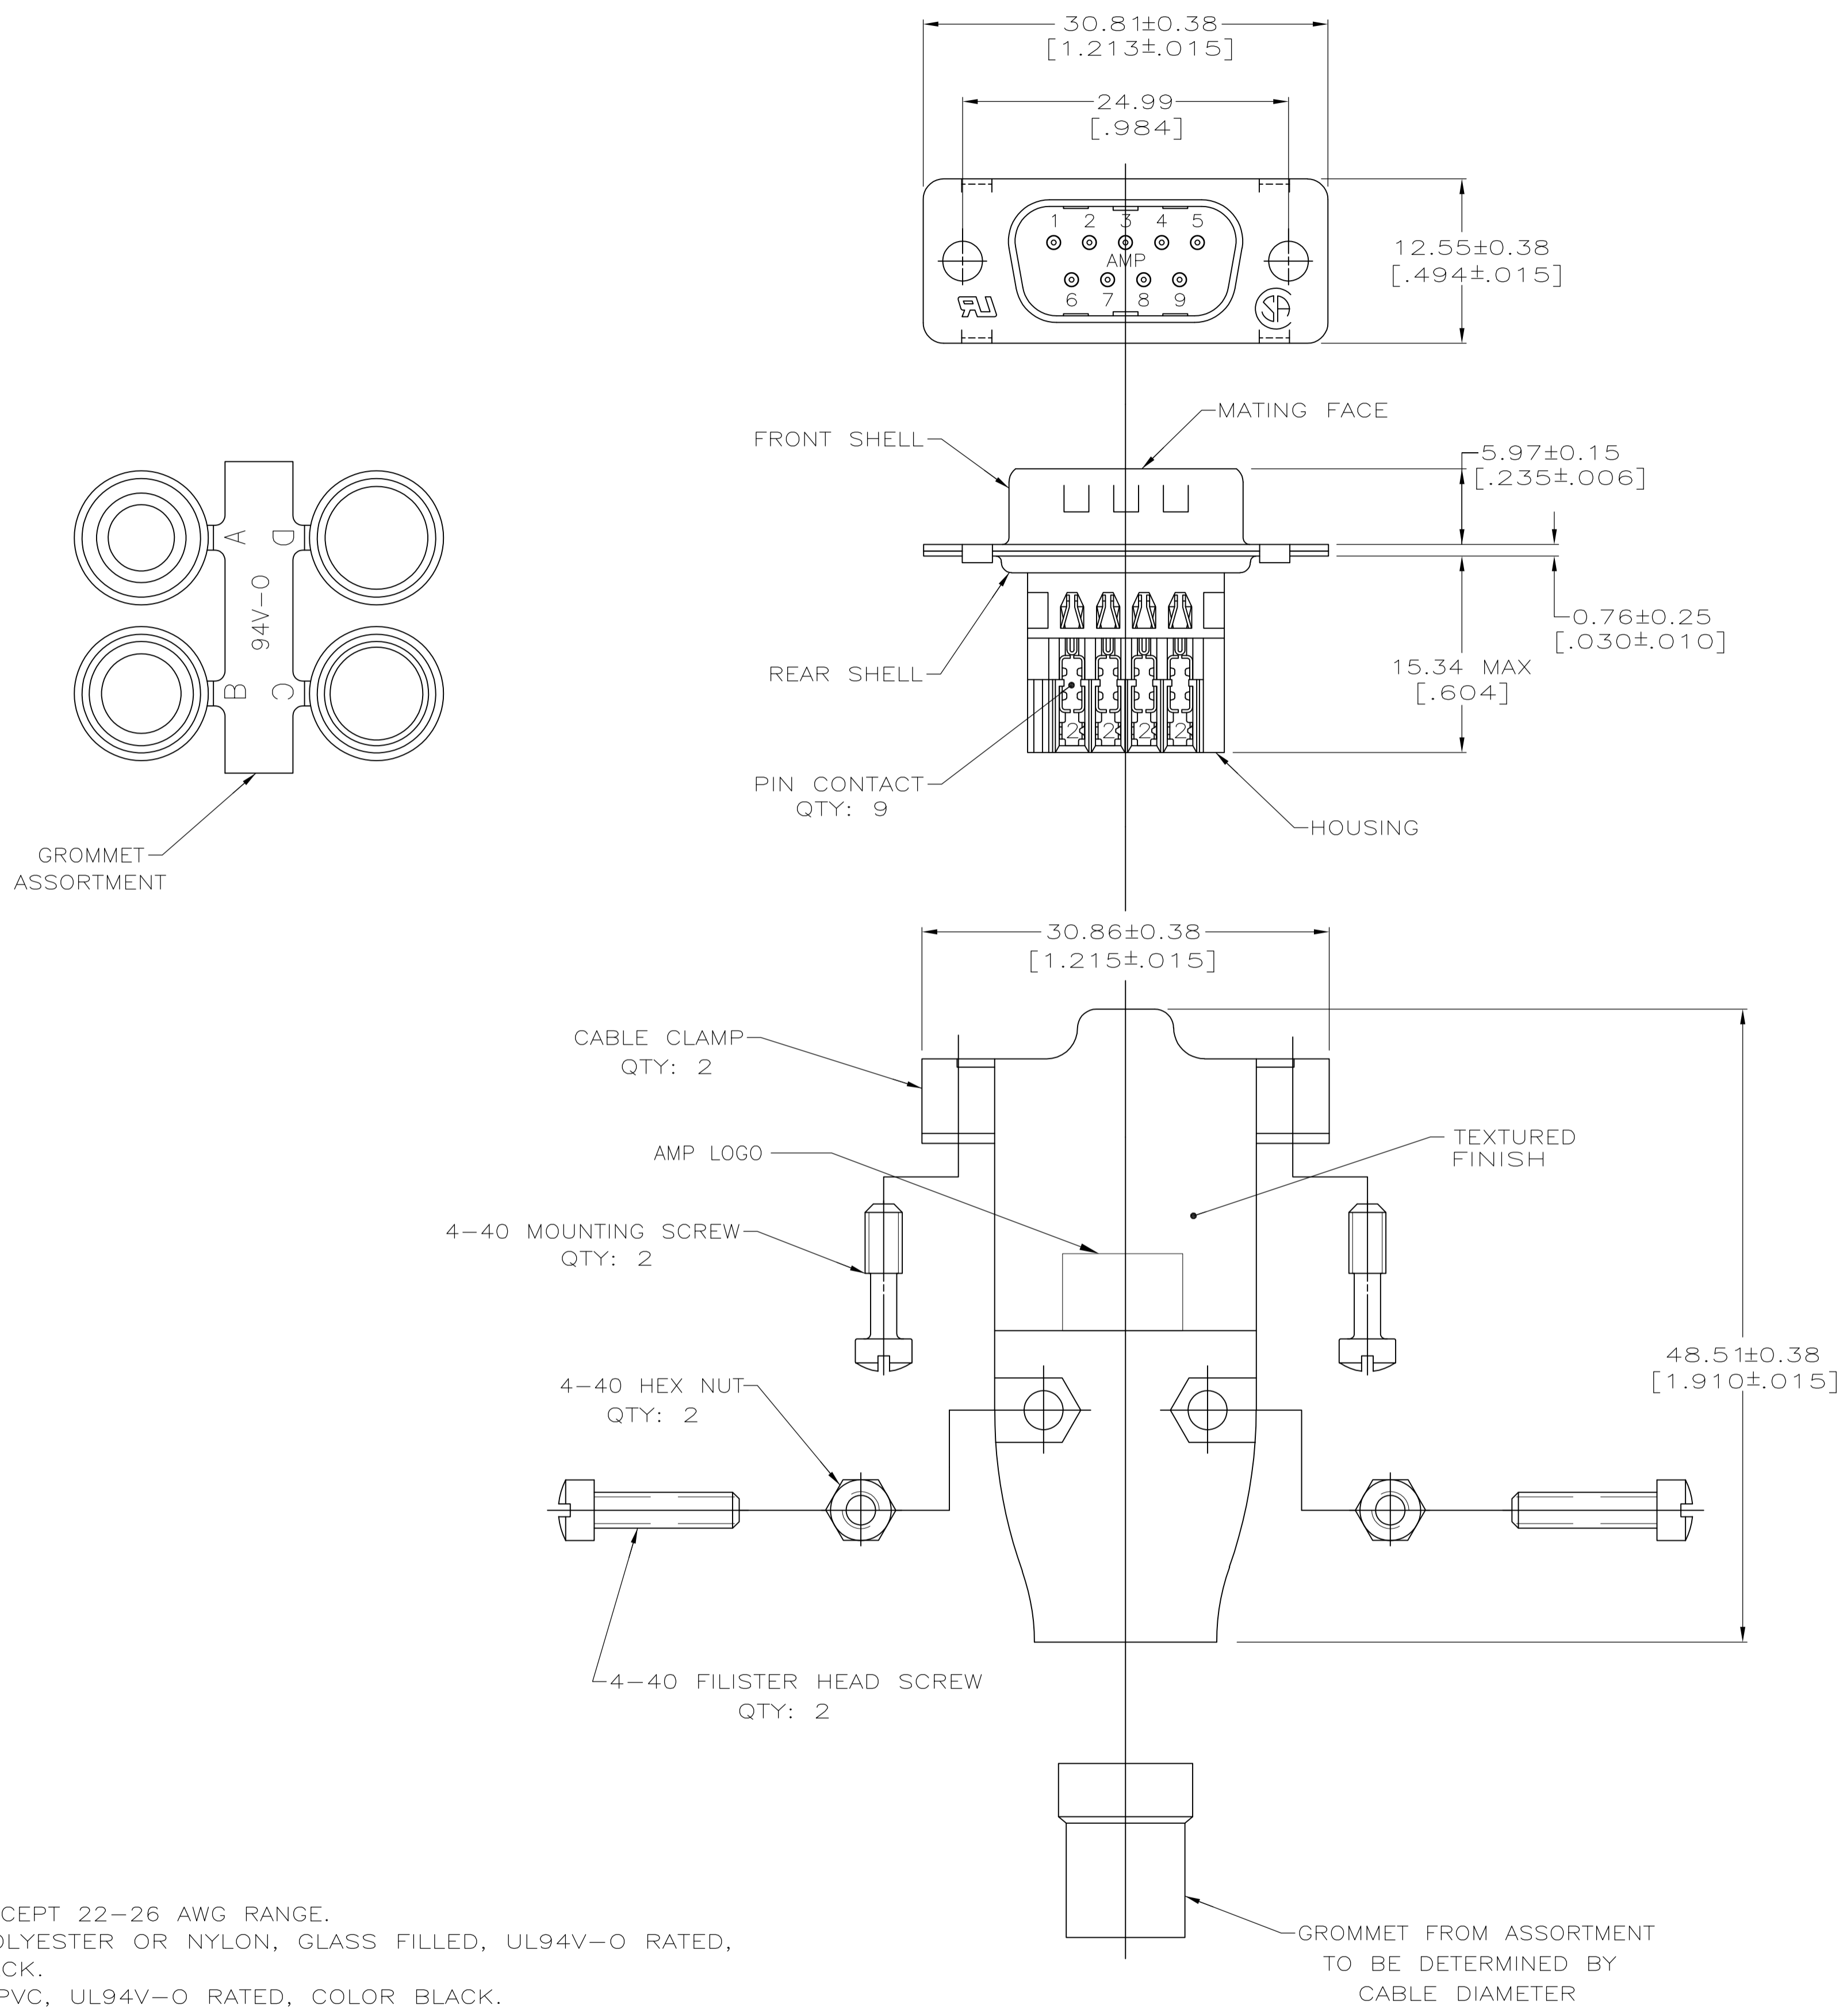 30.81±0.38
[1.213±.015]
24.99
[.984]
1 2 3 4 5
AMP
6 7 8 9
12.55±0.38
[.494±.015]
MATING FACE
FRONT SHELL
5.97±0.15
[.235±.006]
0.76±0.25
[.030±.010]
15.34 MAX
[.604]
REAR SHELL
2 2 2 2
PIN CONTACT
QTY: 9
HOUSING
A D
94V-0
B C
GROMMET
ASSORTMENT
30.86±0.38
[1.215±.015]
CABLE CLAMP
QTY: 2
AMP LOGO
TEXTURED
FINISH
4-40 MOUNTING SCREW
QTY: 2
48.51±0.38
[1.910±.015]
4-40 HEX NUT
QTY: 2
4-40 FILISTER HEAD SCREW
QTY: 2
GROMMET FROM ASSORTMENT
TO BE DETERMINED BY
CABLE DIAMETER
CEPT 22-26 AWG RANGE.
OLYESTER OR NYLON, GLASS FILLED, UL94V-0 RATED,
CK.
PVC, UL94V-0 RATED, COLOR BLACK.